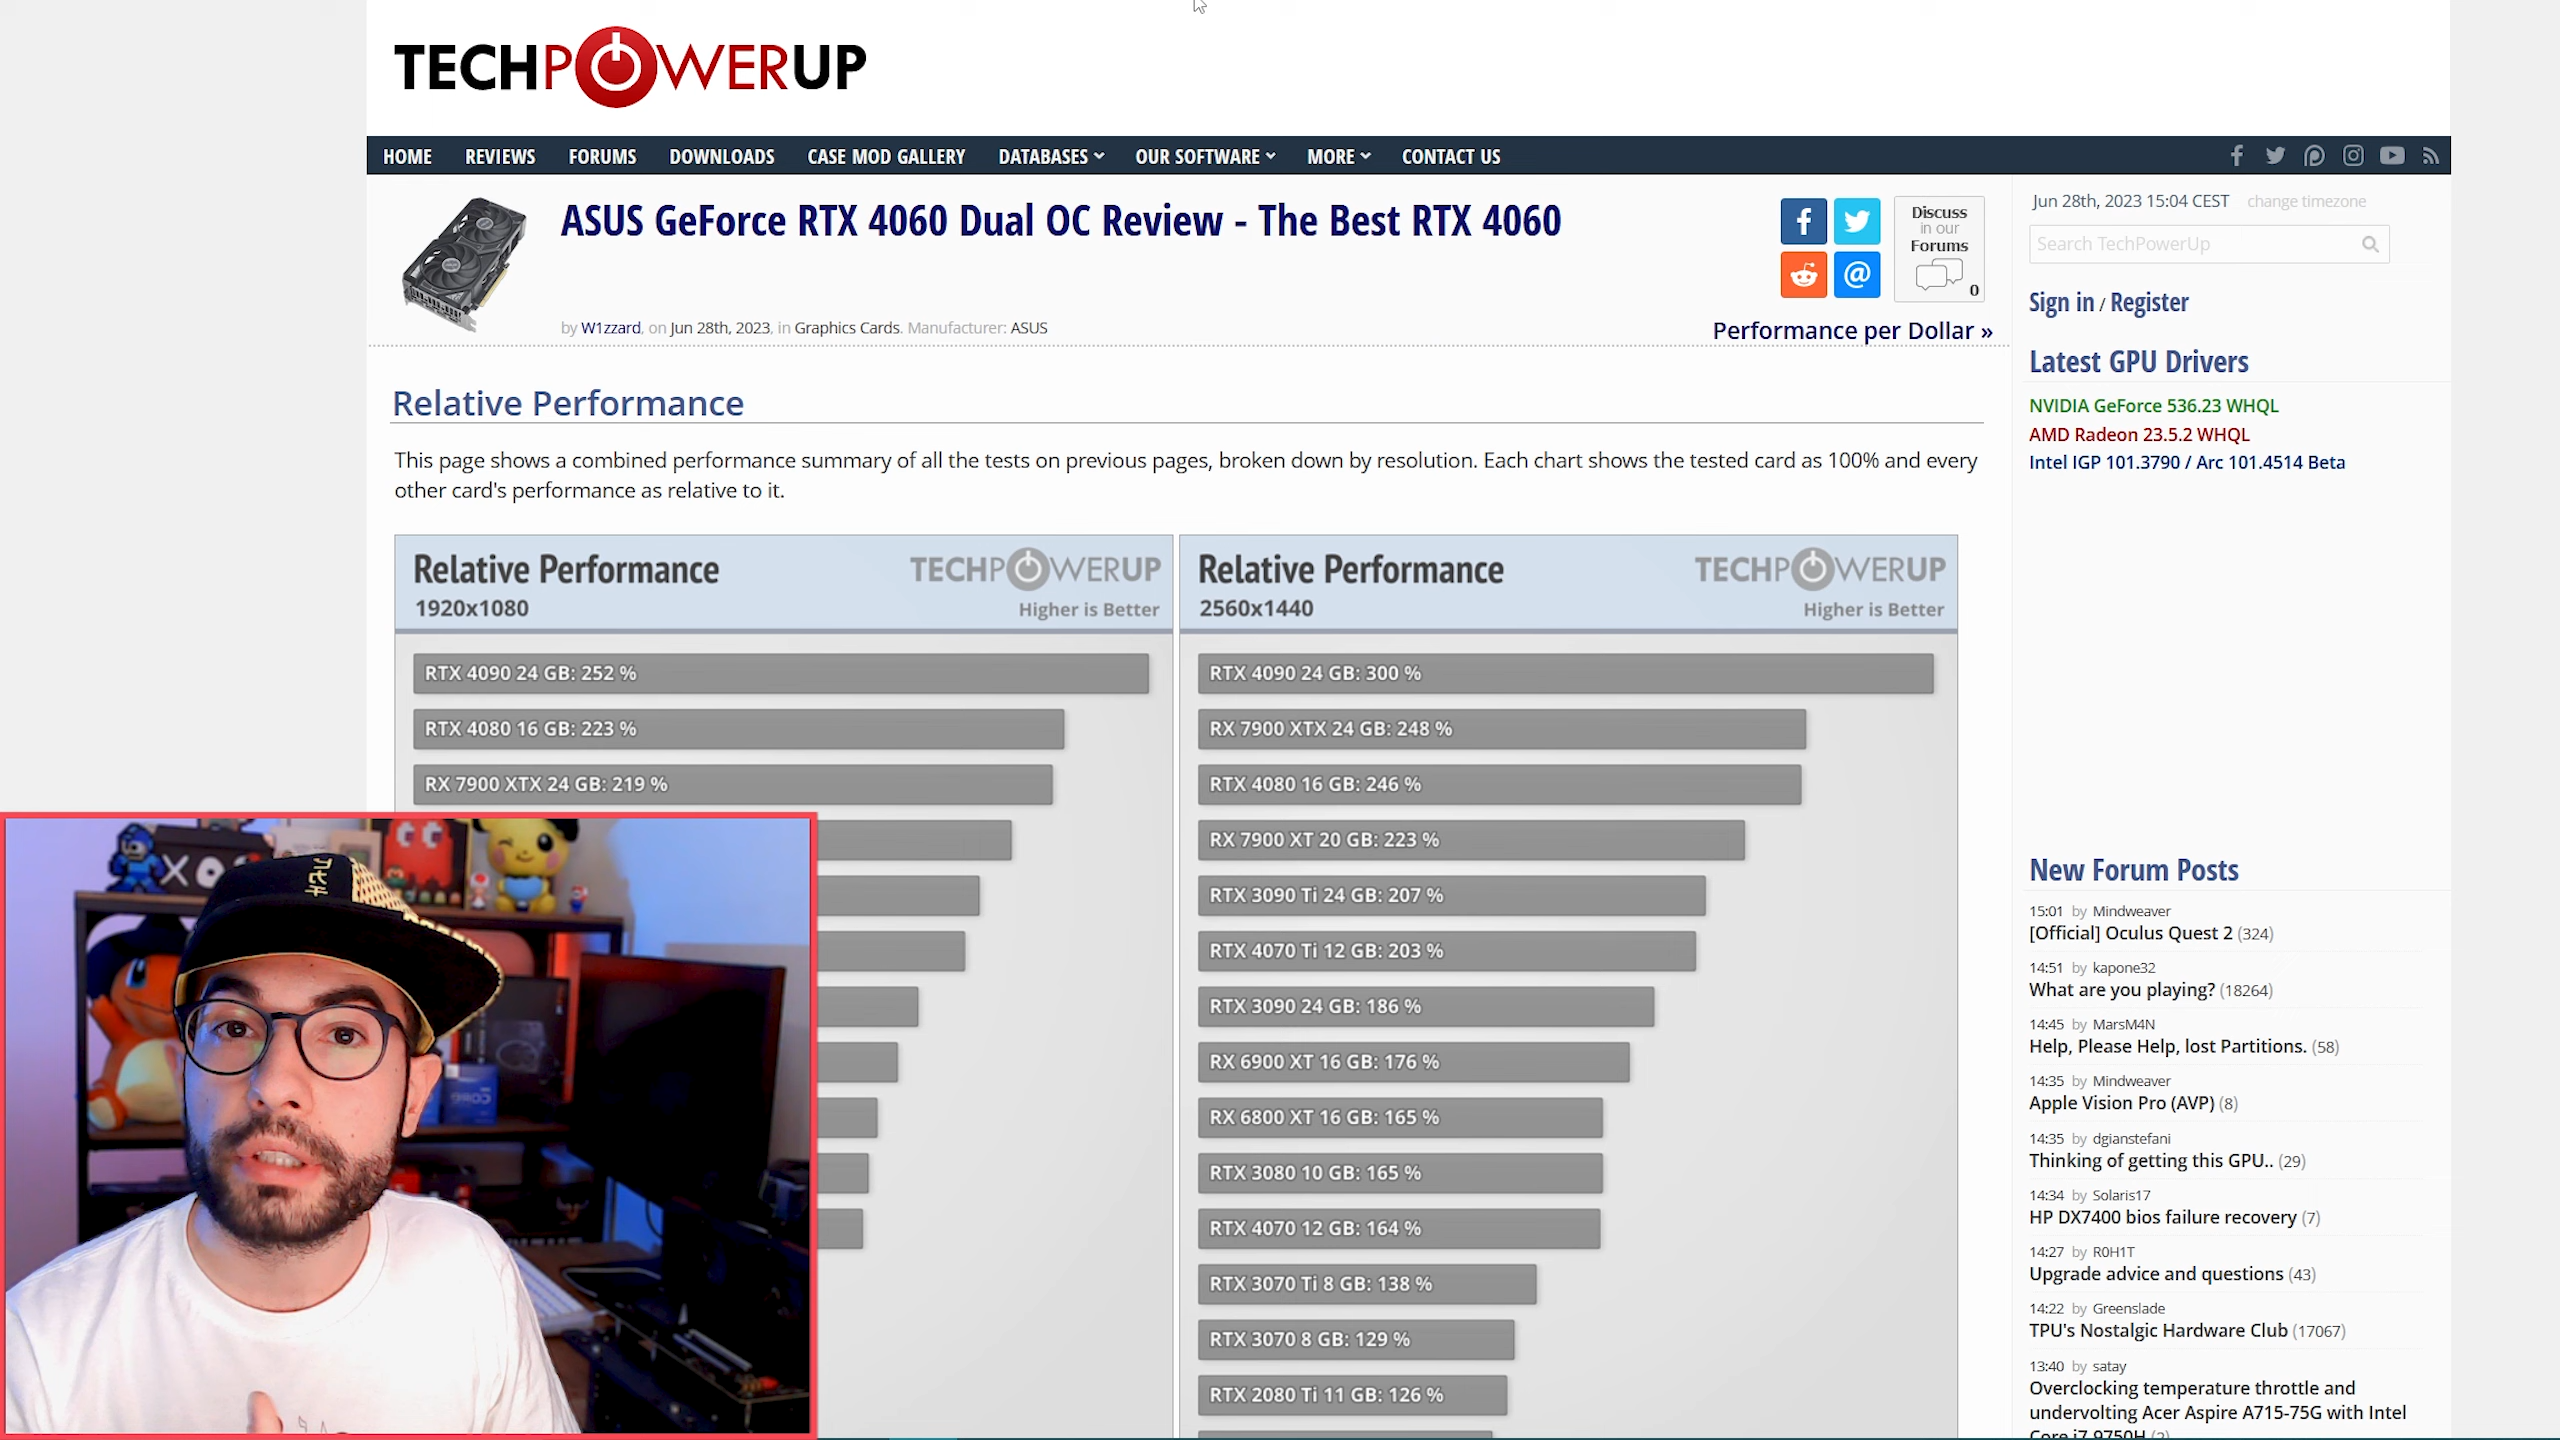 TECHPOWERUP
HOME REVIEWS FORUMS DOWNLOADS CASE MOD GALLERY DATABASES OUR SOFTWARE MORE CONTACT US
ASUS GeForce RTX 4060 Dual OC Review - The Best RTX 4060
by W1zzard, on Jun 28th, 2023, in Graphics Cards. Manufacturer: ASUS
Discuss
in our
Forums
0
Performance per Dollar »
Relative Performance
This page shows a combined performance summary of all the tests on previous pages, broken down by resolution. Each chart shows the tested card as 100% and every
other card's performance as relative to it.
Relative Performance
TECHPOWERUP
1920x1080
Higher is Better
RTX 4090 24 GB: 252 %
RTX 4080 16 GB: 223 %
RX 7900 XTX 24 GB: 219 %
Relative Performance
TECHPOWERUP
2560x1440
Higher is Better
RTX 4090 24 GB: 300 %
RX 7900 XTX 24 GB: 248 %
RTX 4080 16 GB: 246 %
RX 7900 XT 20 GB: 223 %
RTX 3090 Ti 24 GB: 207 %
RTX 4070 Ti 12 GB: 203 %
RTX 3090 24 GB: 186 %
RX 6900 XT 16 GB: 176 %
RX 6800 XT 16 GB: 165 %
RTX 3080 10 GB: 165 %
RTX 4070 12 GB: 164 %
RTX 3070 Ti 8 GB: 138 %
RTX 3070 8 GB: 129 %
RTX 2080 Ti 11 GB: 126 %
Jun 28th, 2023 15:04 CEST change timezone
Search TechPowerUp
Sign in / Register
Latest GPU Drivers
NVIDIA GeForce 536.23 WHQL
AMD Radeon 23.5.2 WHQL
Intel IGP 101.3790 / Arc 101.4514 Beta
New Forum Posts
15:01 by Mindweaver
[Official] Oculus Quest 2 (324)
14:51 by kapone32
What are you playing? (18264)
14:45 by MarsM4N
Help, Please Help, lost Partitions. (58)
14:35 by Mindweaver
Apple Vision Pro (AVP) (8)
14:35 by dgianstefani
Thinking of getting this GPU.. (29)
14:34 by Solaris17
HP DX7400 bios failure recovery (7)
14:27 by R0H1T
Upgrade advice and questions (43)
14:22 by Greenslade
TPU's Nostalgic Hardware Club (17067)
13:40 by satay
Overclocking temperature throttle and
undervolting Acer Aspire A715-75G with Intel
Core i7 9750H (2)